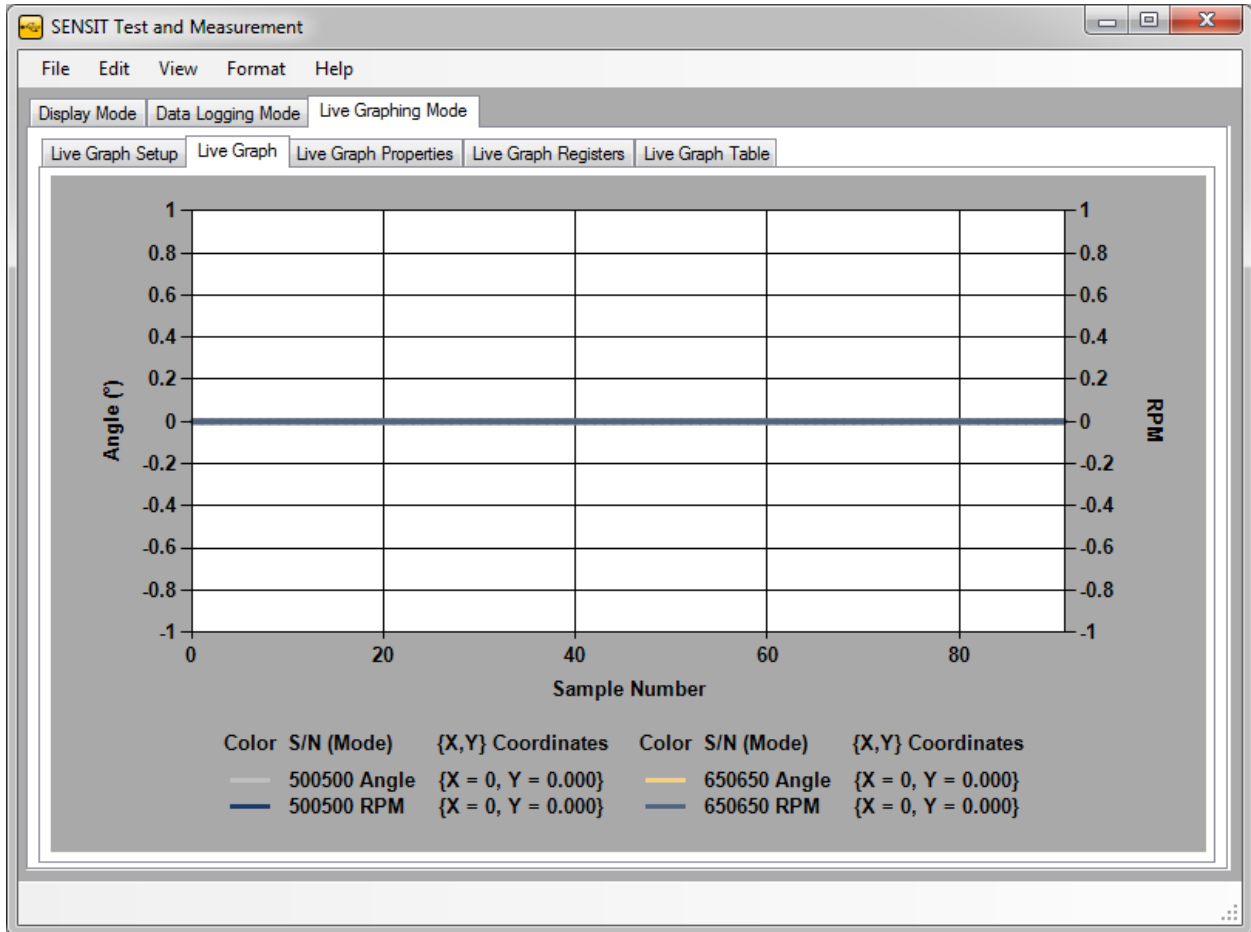 SENSIT Test and Measurement
File Edit View Format Help
Display Mode Data Logging Mode Live Graphing Mode
Live Graph Setup Live Graph Live Graph Properties Live Graph Registers Live Graph Table
1 1
0.8 0.8
0.6 0.6
0.4 0.4
0.2 0.2
0 0
-0.2 -0.2
-0.4 -0.4
-0.6 -0.6
-0.8 -0.8
-1 -1
Angle (°)
RPM
0 20 40 60 80
Sample Number
Color S/N (Mode) {X,Y} Coordinates Color S/N (Mode) {X,Y} Coordinates
500500 Angle {X = 0, Y = 0.000} 650650 Angle {X = 0, Y = 0.000}
500500 RPM {X = 0, Y = 0.000} 650650 RPM {X = 0, Y = 0.000}